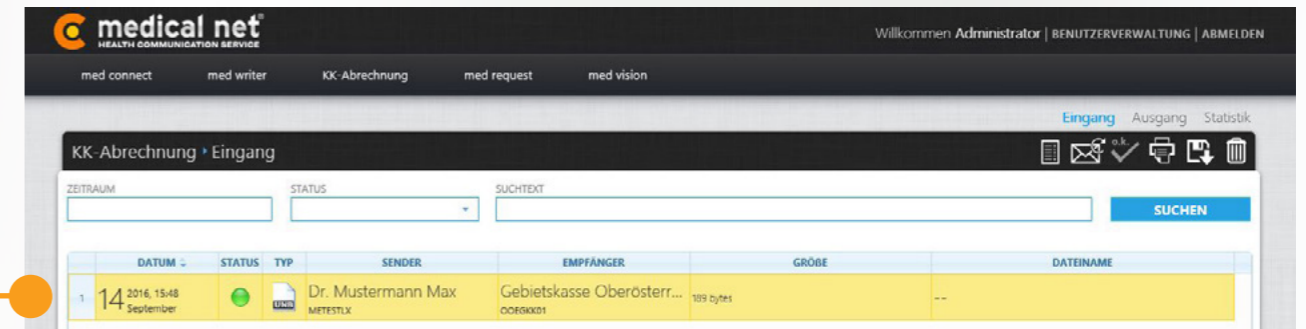 medical net
HEALTH COMMUNICATION SERVICE
Willkommen Administrator | BENUTZERVERWALTUNG | ABMELDEN
med connect med writer KK-Abrechnung med request med vision
Eingang Ausgang Statistik
KK-Abrechnung Eingang
o.k.
ZEITRAUM STATUS SUCHTEXT
SUCHEN
DATUM STATUS TYP SENDER EMPFÄNGER GRÖßE DATEINAME
1 14 2016, 15:48 September UNB Dr. Mustermann Max Gebietskasse Oberösterr... 189 bytes --
METESTLX OOEGKK01